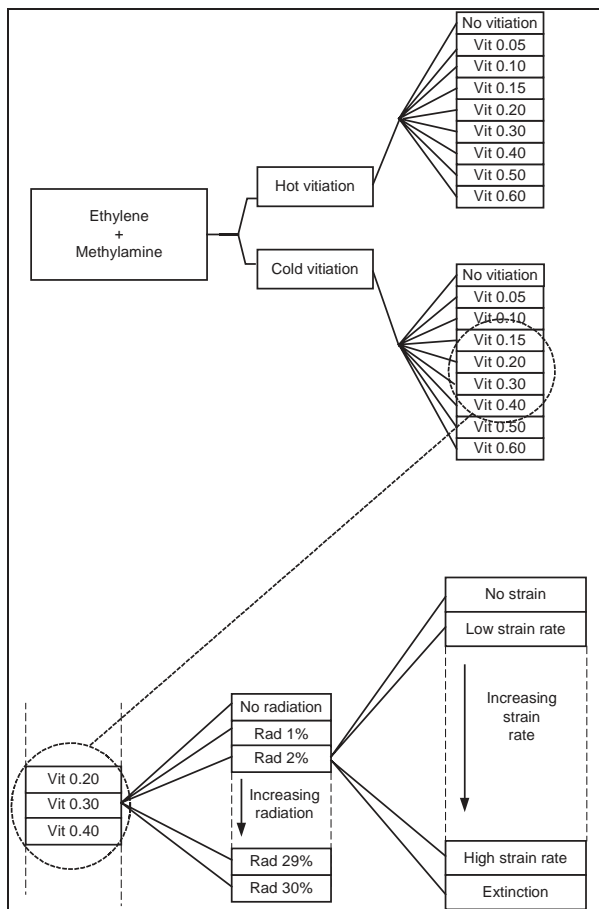 No vitiation
Vit 0.05
Vit 0.10
Vit 0.15
Vit 0.20
Vit 0.30
Vit 0.40
Vit 0.50
Vit 0.60
Hot vitiation
Ethylene
+
Methylamine
Cold vitiation
No vitiation
Vit 0.05
Vit 0.10
Vit 0.15
Vit 0.20
Vit 0.30
Vit 0.40
Vit 0.50
Vit 0.60
No strain
Low strain rate
Increasing
strain
rate
High strain rate
Extinction
No radiation
Rad 1%
Rad 2%
Increasing
radiation
Rad 29%
Rad 30%
Vit 0.20
Vit 0.30
Vit 0.40